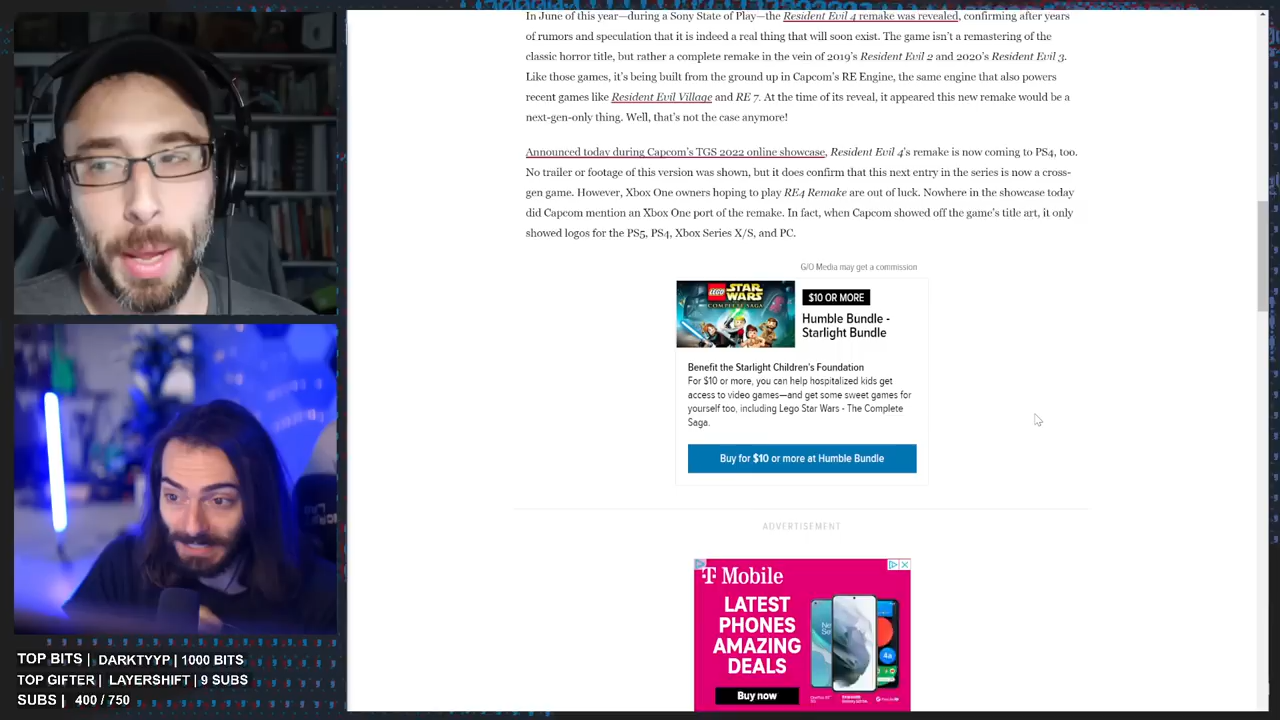 In June of this year—during a Sony State of Play—the Resident Evil 4 remake was revealed, confirming after years
of rumors and speculation that it is indeed a real thing that will soon exist. The game isn't a remastering of the
classic horror title, but rather a complete remake in the vein of 2019's Resident Evil 2 and 2020's Resident Evil 3.
Like those games, it's being built from the ground up in Capcom's RE Engine, the same engine that also powers
recent games like Resident Evil Village and RE 7. At the time of its reveal, it appeared this new remake would be a
next-gen-only thing. Well, that's not the case anymore!
Announced today during Capcom's TGS 2022 online showcase, Resident Evil 4's remake is now coming to PS4, too.
No trailer or footage of this version was shown, but it does confirm that this next entry in the series is now a cross-
gen game. However, Xbox One owners hoping to play RE4 Remake are out of luck. Nowhere in the showcase today
did Capcom mention an Xbox One port of the remake. In fact, when Capcom showed off the game's title art, it only
showed logos for the PS5, PS4, Xbox Series X/S, and PC.
G/O Media may get a commission
LEGO STAR WARS
COMPLETE SAGA
$10 OR MORE
Humble Bundle -
Starlight Bundle
Benefit the Starlight Children's Foundation
For $10 or more, you can help hospitalized kids get
access to video games—and get some sweet games for
yourself too, including Lego Star Wars - The Complete
Saga.
Buy for $10 or more at Humble Bundle
ADVERTISEMENT
T Mobile
LATEST
PHONES
AMAZING
DEALS
Buy now
TOP BITS | DARKTYYP | 1000 BITS
TOP GIFTER | LAYERSHIFT | 9 SUBS
SUBS | 400 / 750